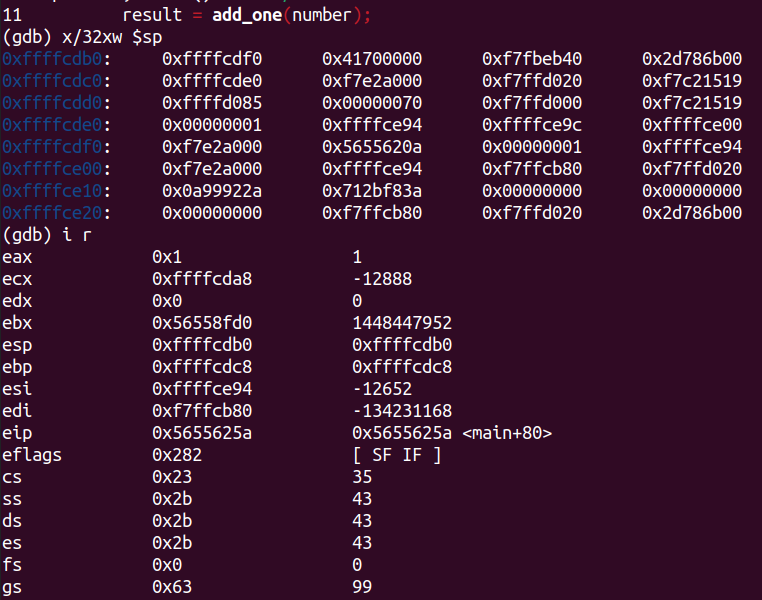 11 result = add_one(number);
(gdb) x/32xw $sp
0xffffcdb0: 0xffffcdf0 0x41700000 0xf7fbeb40 0x2d786b00
0xffffcdc0: 0xffffcde0 0xf7e2a000 0xf7ffd020 0xf7c21519
0xffffcdd0: 0xffffd085 0x00000070 0xf7ffd000 0xf7c21519
0xffffcde0: 0x00000001 0xffffce94 0xffffce9c 0xffffce00
0xffffcdf0: 0xf7e2a000 0x5655620a 0x00000001 0xffffce94
0xffffce00: 0xf7e2a000 0xffffce94 0xf7ffcb80 0xf7ffd020
0xffffce10: 0x0a99922a 0x712bf83a 0x00000000 0x00000000
0xffffce20: 0x00000000 0xf7ffcb80 0xf7ffd020 0x2d786b00
(gdb) i r
eax 0x1 1
ecx 0xffffcda8 -12888
edx 0x0 0
ebx 0x56558fd0 1448447952
esp 0xffffcdb0 0xffffcdb0
ebp 0xffffcdc8 0xffffcdc8
esi 0xffffce94 -12652
edi 0xf7ffcb80 -134231168
eip 0x5655625a 0x5655625a <main+80>
eflags 0x282 [ SF IF ]
cs 0x23 35
ss 0x2b 43
ds 0x2b 43
es 0x2b 43
fs 0x0 0
gs 0x63 99